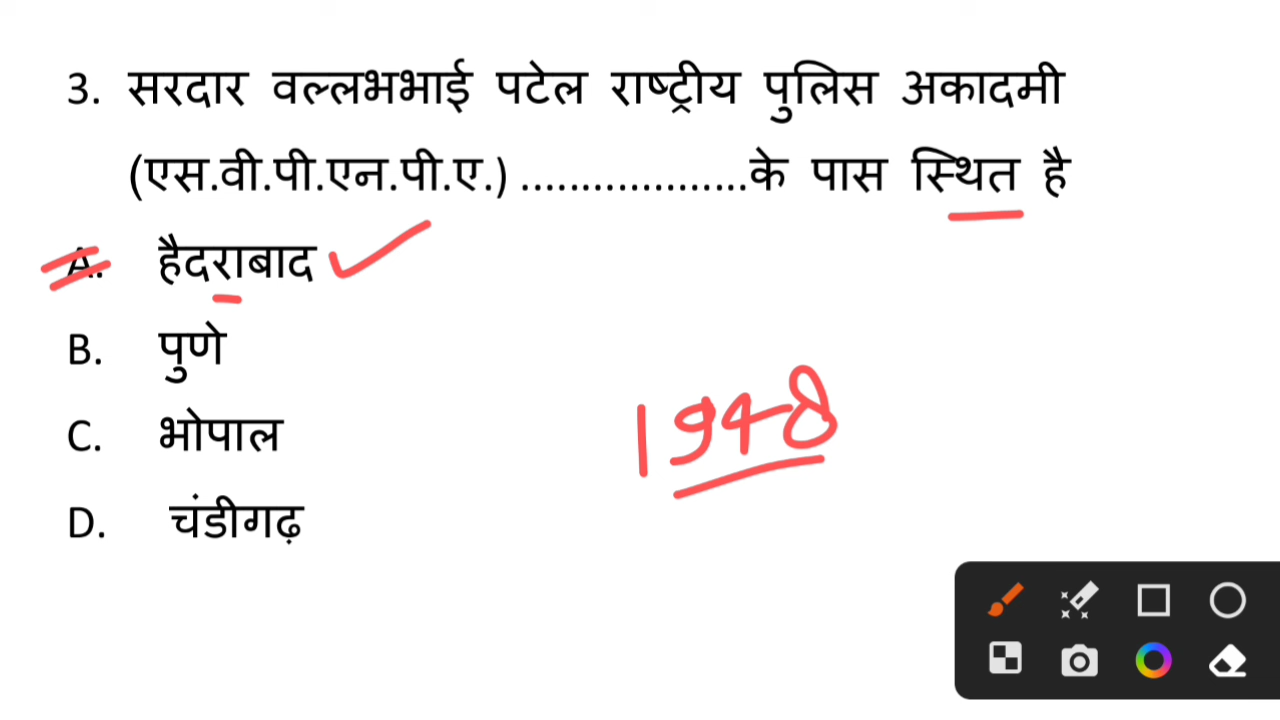 3. सरदार वल्लभभाई पटेल राष्ट्रीय पुलिस अकादमी
(एस.वी.पी.एन.पी.ए.) ...................के पास स्थित है
A. हैदराबाद
B. पुणे
C. भोपाल
1948
D. चंडीगढ़